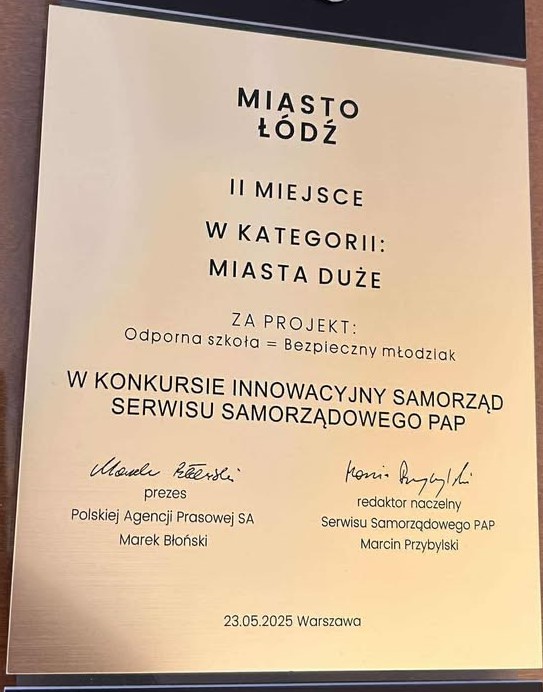 MIASTO
ŁÓDŹ
II MIEJSCE
W KATEGORII:
MIASTA DUŻE
ZA PROJEKT:
Odporna szkoła = Bezpieczny młodziak
W KONKURSIE INNOWACYJNY SAMORZĄD
SERWISU SAMORZĄDOWEGO PAP
prezes
Polskiej Agencji Prasowej SA
Marek Błoński
redaktor naczelny
Serwisu Samorządowego PAP
Marcin Przybylski
23.05.2025 Warszawa